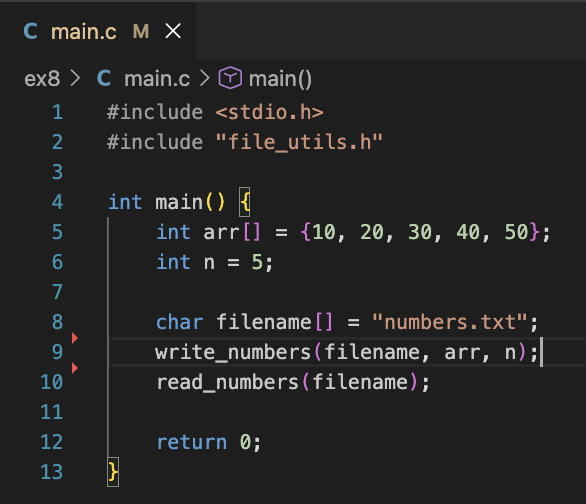 C main.c M ×
ex8 > C main.c > main()
1 #include <stdio.h>
2 #include "file_utils.h"
3
4 int main() {
5     int arr[] = {10, 20, 30, 40, 50};
6     int n = 5;
7
8     char filename[] = "numbers.txt";
9     write_numbers(filename, arr, n);
10     read_numbers(filename);
11
12     return 0;
13 }